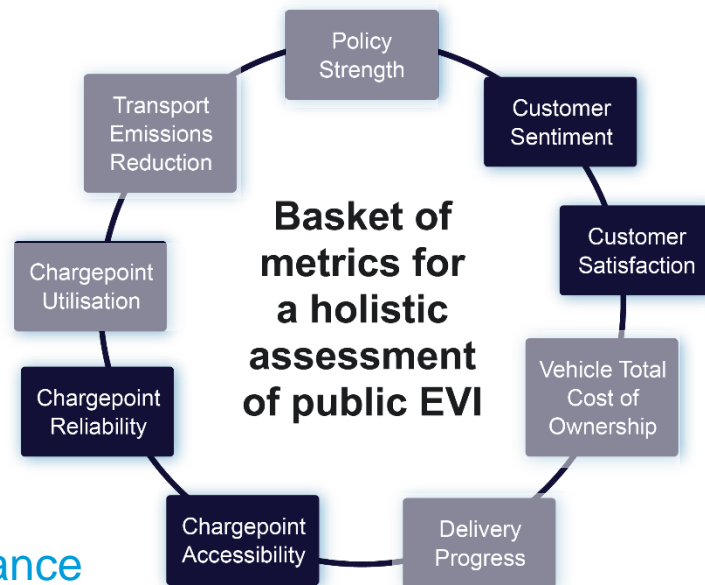 Policy
Strength
Customer
Sentiment
Customer
Satisfaction
Vehicle Total
Cost of
Ownership
Delivery
Progress
Chargepoint
Accessibility
Chargepoint
Reliability
Chargepoint
Utilisation
Transport
Emissions
Reduction
Basket of
metrics for
a holistic
assessment
of public EVI
ance